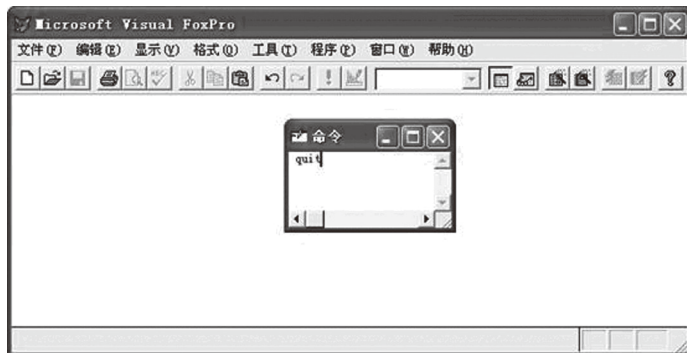 Microsoft Visual FoxPro
文件(F) 编辑(E) 显示(V) 格式(O) 工具(T) 程序(P) 窗口(W) 帮助(H)
命令
quit